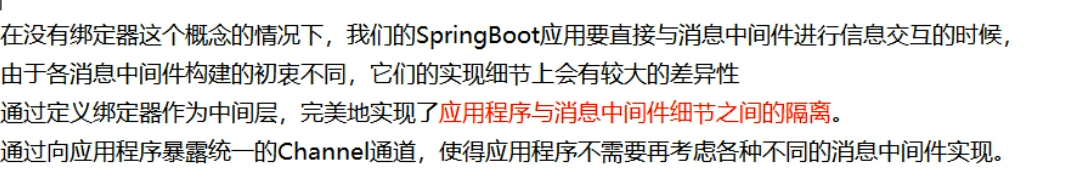 在没有绑定器这个概念的情况下，我们的SpringBoot应用要直接与消息中间件进行信息交互的时候，
由于各消息中间件构建的初衷不同，它们的实现细节上会有较大的差异性
通过定义绑定器作为中间层，完美地实现了应用程序与消息中间件细节之间的隔离。
通过向应用程序暴露统一的Channel通道，使得应用程序不需要再考虑各种不同的消息中间件实现。